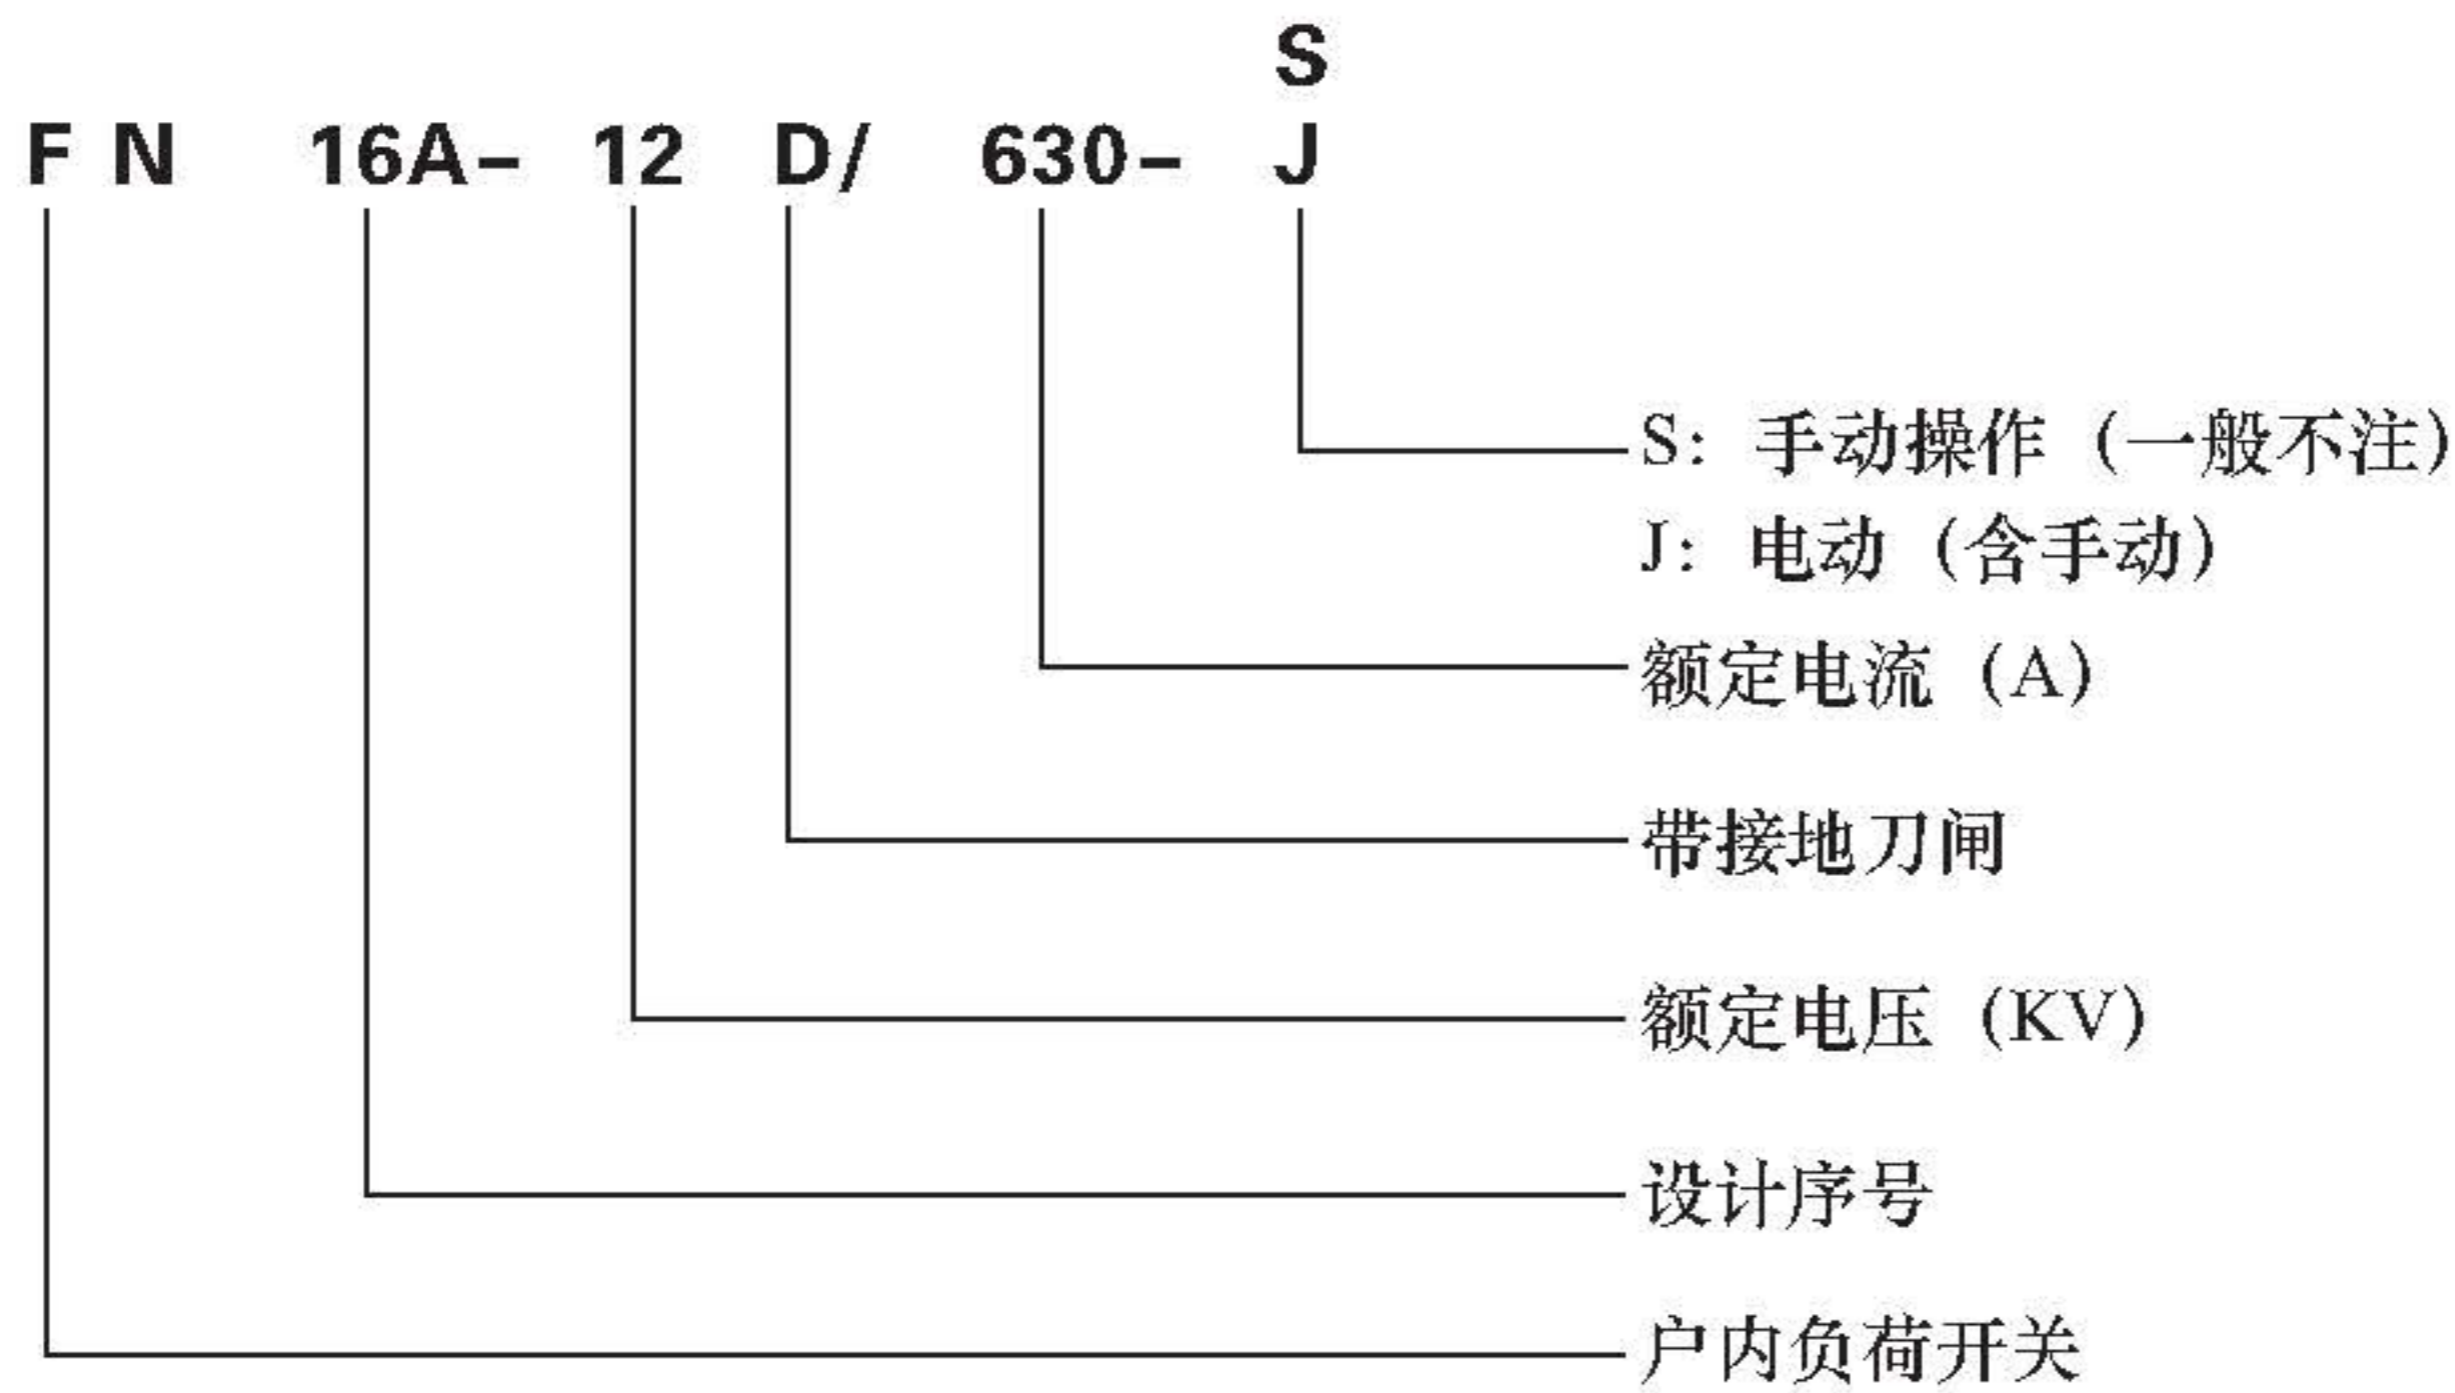 S
F N 16A- 12 D/ 630- J
S: 手动操作 (一般不注)
J: 电动 (含手动)
额定电流 (A)
带接地刀闸
额定电压 (KV)
设计序号
户内负荷开关